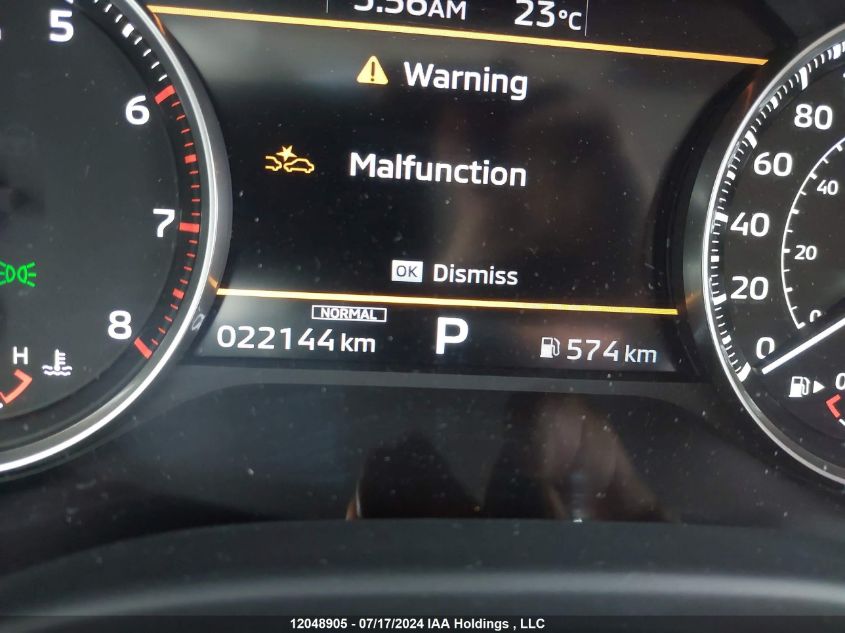 23°C
Warning
Malfunction
OK Dismiss
NORMAL
022144 km
P
574 km
5
6
7
8
H
80
60
40
20
0
40
20
0
12048905 - 07/17/2024 IAA Holdings , LLC